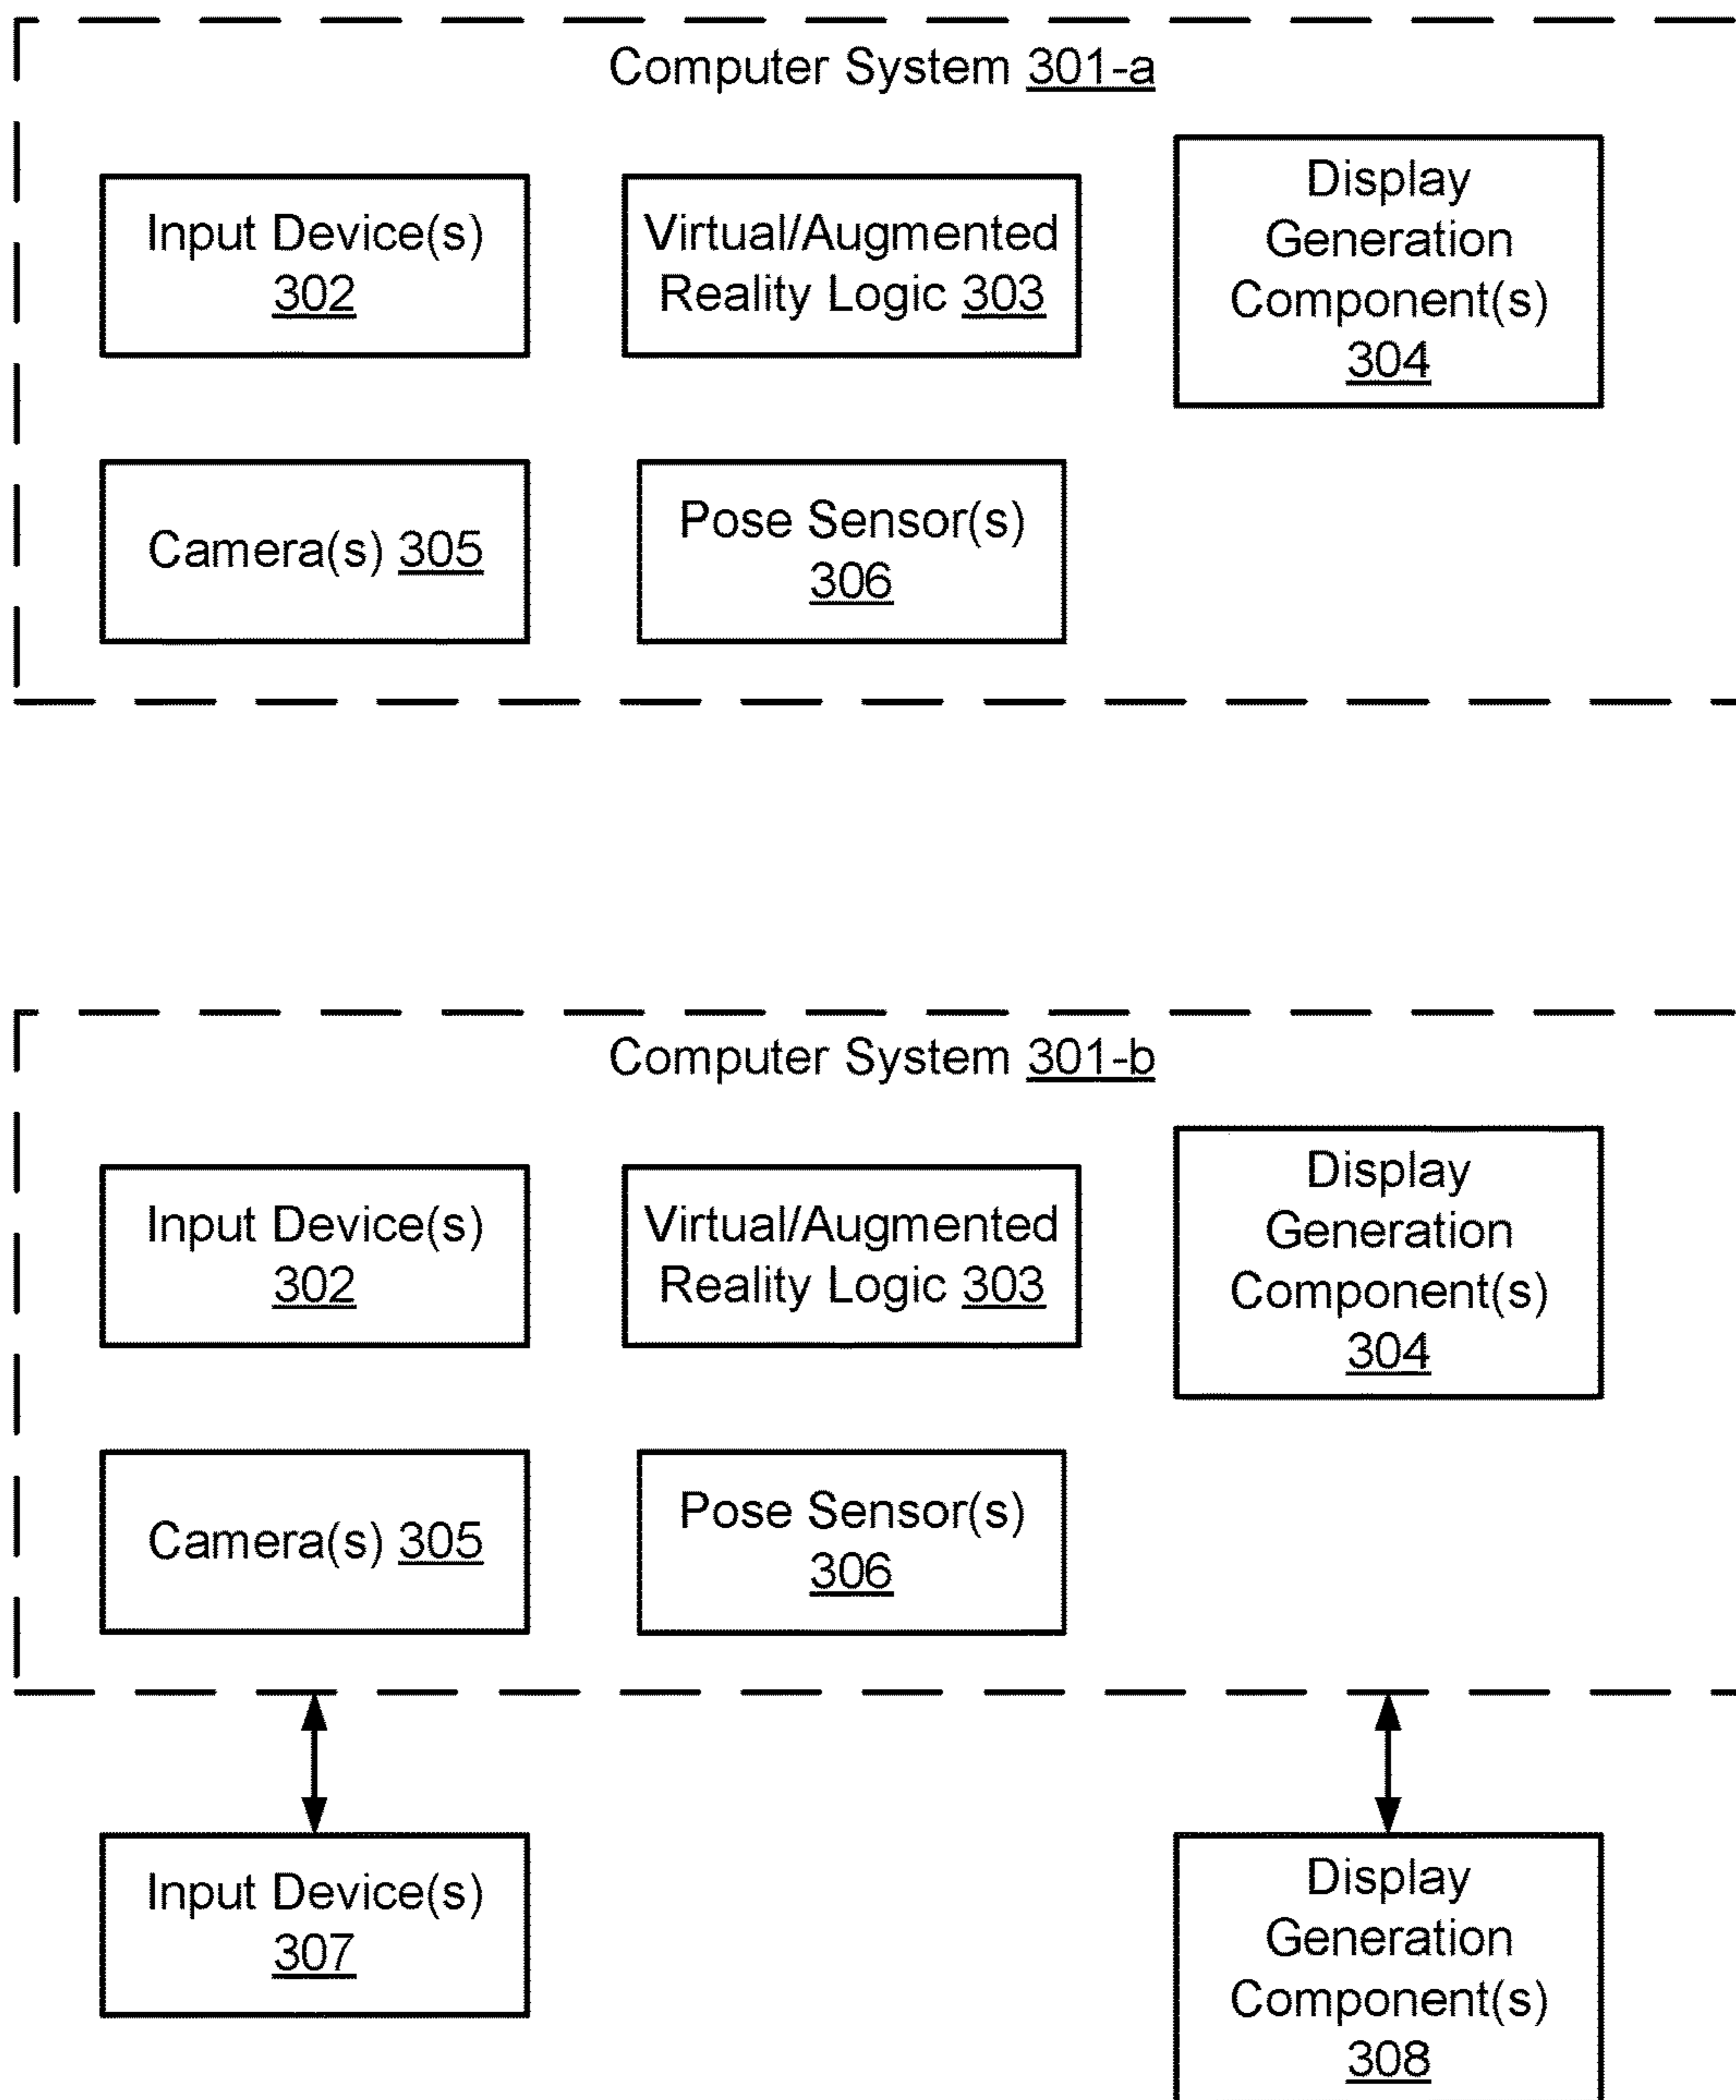 Computer System 301-a
Input Device(s)
302
Virtual/Augmented
Reality Logic 303
Display
Generation
Component(s)
304
Camera(s) 305
Pose Sensor(s)
306
Computer System 301-b
Input Device(s)
302
Virtual/Augmented
Reality Logic 303
Display
Generation
Component(s)
304
Camera(s) 305
Pose Sensor(s)
306
Input Device(s)
307
Display
Generation
Component(s)
308